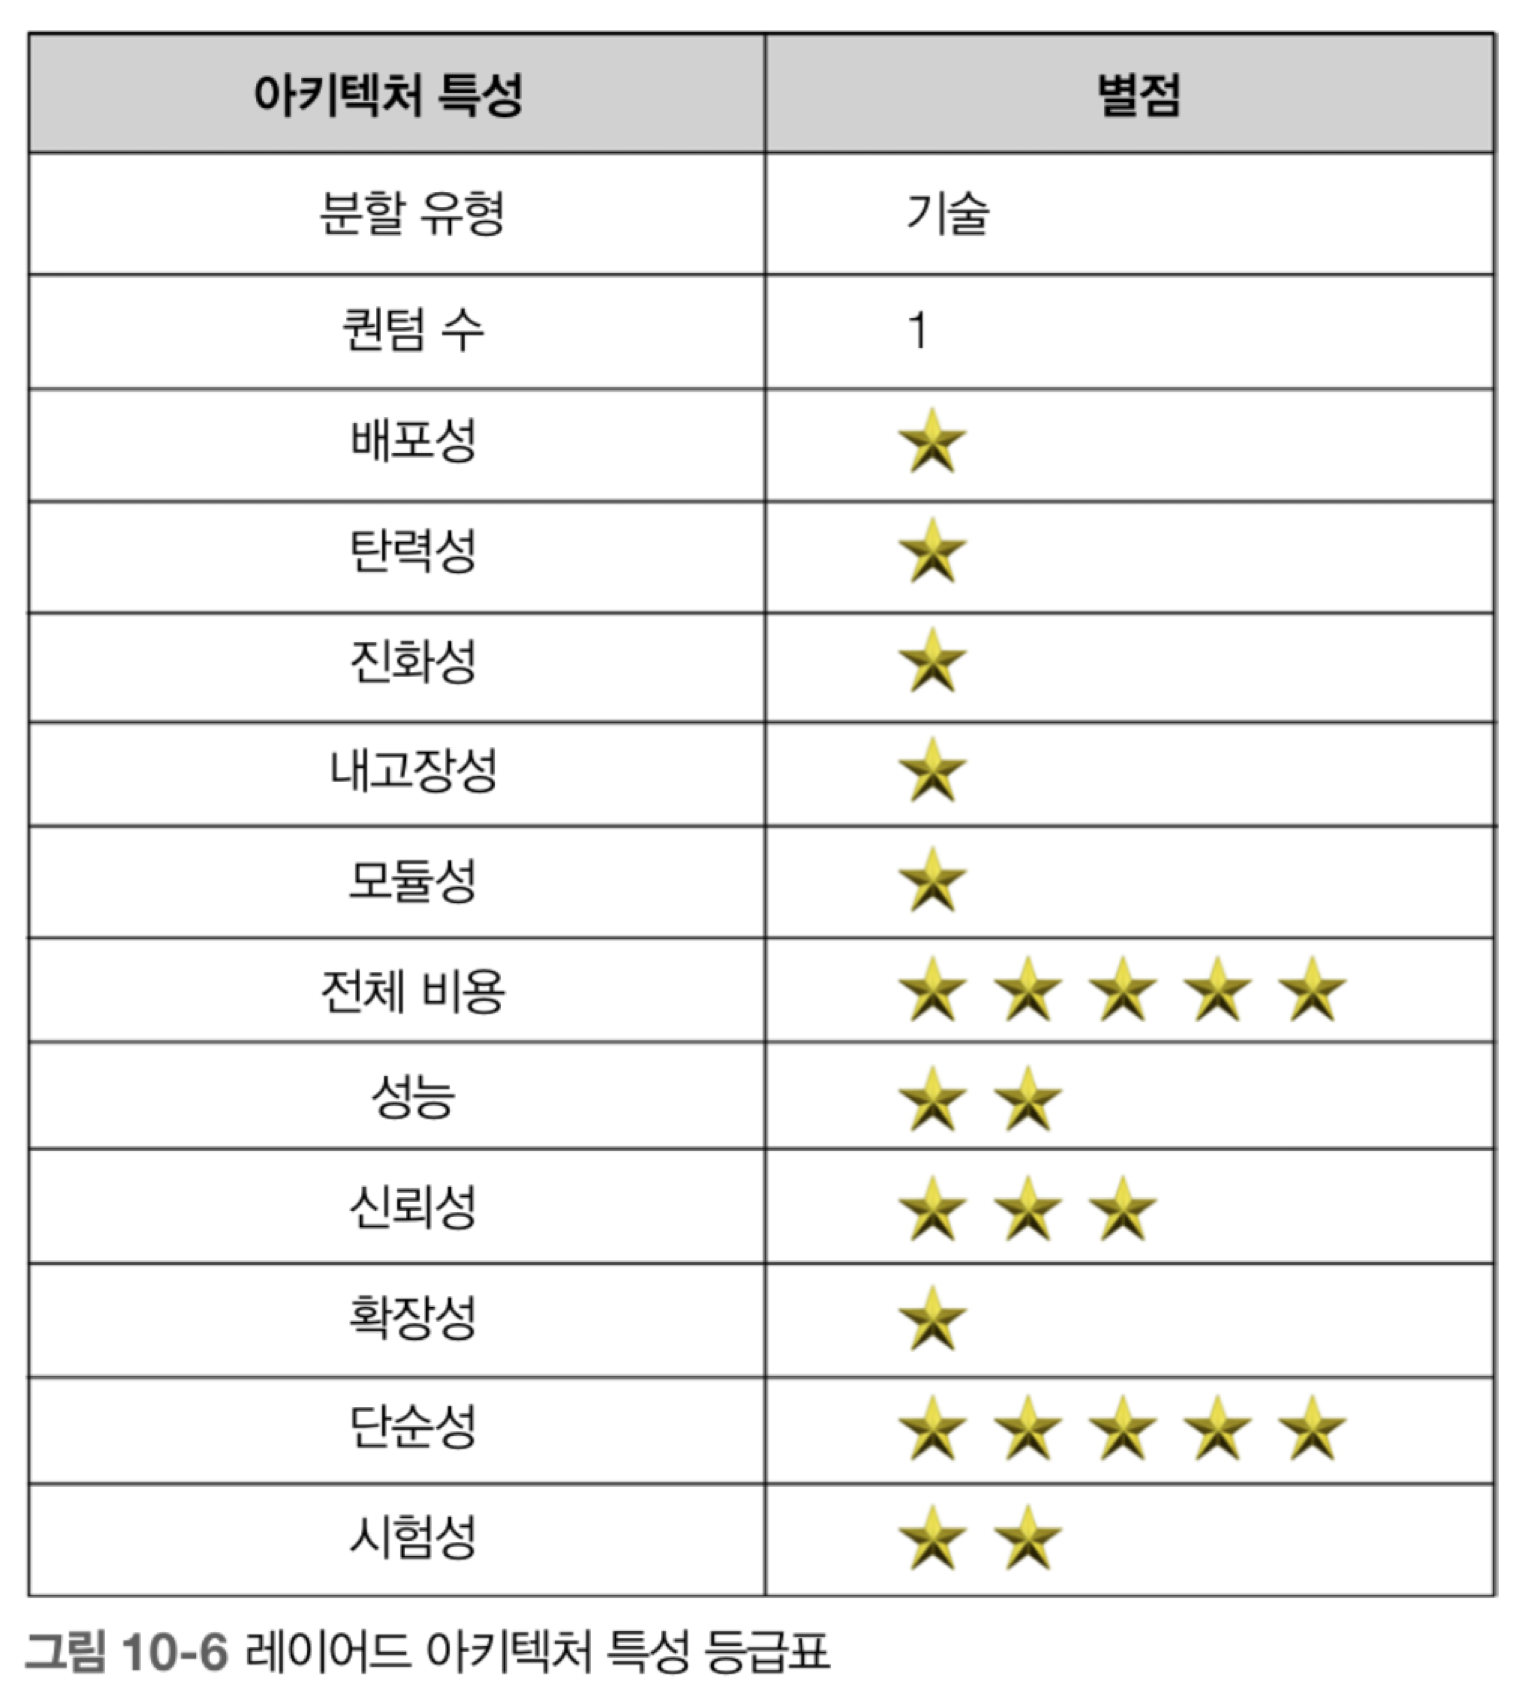 아키텍처 특성 별점
분할 유형 기술
퀀텀 수 1
배포성
탄력성
진화성
내고장성
모듈성
전체 비용
성능
신뢰성
확장성
단순성
시험성
그림 10-6 레이어드 아키텍처 특성 등급표